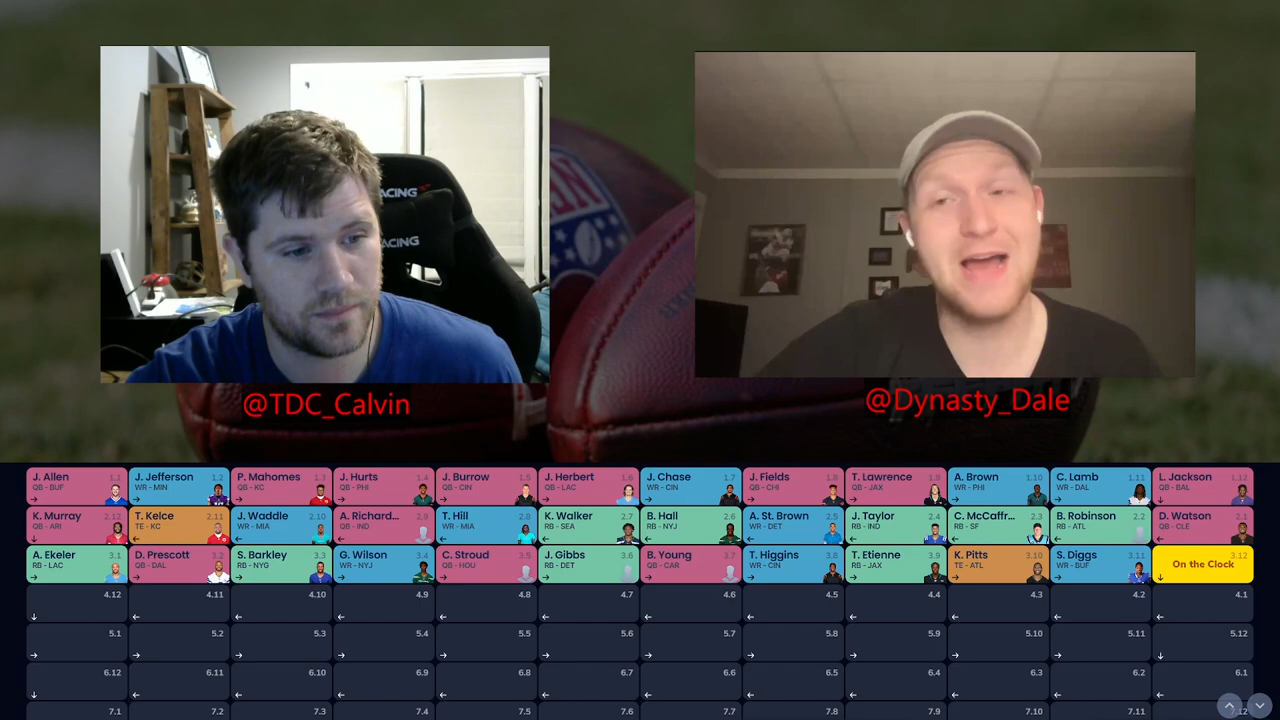 ACING
ACING
@TDC_Calvin
@Dynasty_Dale
J. Allen 1.1
QB - BUF
J. Jefferson 1.2
WR - MIN
P. Mahomes 1.3
QB - KC
J. Hurts 1.4
QB - PHI
J. Burrow 1.5
QB - CIN
J. Herbert 1.6
QB - LAC
J. Chase 1.7
WR - CIN
J. Fields 1.8
QB - CHI
T. Lawrence 1.9
QB - JAX
A. Brown 1.10
WR - PHI
C. Lamb 1.11
WR - DAL
L. Jackson 1.12
QB - BAL
K. Murray 2.12
QB - ARI
T. Kelce 2.11
TE - KC
J. Waddle 2.10
WR - MIA
A. Richard... 2.9
QB - IND
T. Hill 2.8
WR - MIA
K. Walker 2.7
RB - SEA
B. Hall 2.6
RB - NYJ
A. St. Brown 2.5
WR - DET
J. Taylor 2.4
RB - IND
C. McCaffr... 2.3
RB - SF
B. Robinson 2.2
RB - ATL
D. Watson 2.1
QB - CLE
A. Ekeler 3.1
RB - LAC
D. Prescott 3.2
QB - DAL
S. Barkley 3.3
RB - NYG
G. Wilson 3.4
WR - NYJ
C. Stroud 3.5
QB - HOU
J. Gibbs 3.6
RB - DET
B. Young 3.7
QB - CAR
T. Higgins 3.8
WR - CIN
T. Etienne 3.9
RB - JAX
K. Pitts 3.10
TE - ATL
S. Diggs 3.11
WR - BUF
3.12
On the Clock
4.12 4.11 4.10 4.9 4.8 4.7 4.6 4.5 4.4 4.3 4.2 4.1
5.1 5.2 5.3 5.4 5.5 5.6 5.7 5.8 5.9 5.10 5.11 5.12
6.12 6.11 6.10 6.9 6.8 6.7 6.6 6.5 6.4 6.3 6.2 6.1
7.1 7.2 7.3 7.4 7.5 7.6 7.7 7.8 7.9 7.10 7.11 7.12